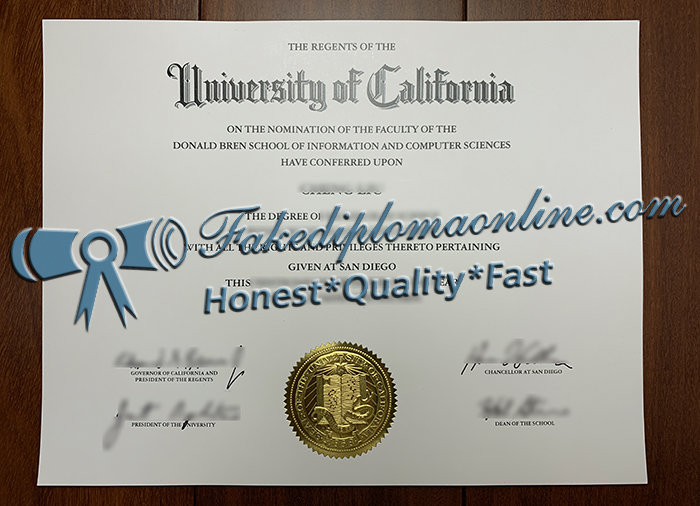 THE REGENTS OF THE
University of California
ON THE NOMINATION OF THE FACULTY OF THE
DONALD BREN SCHOOL OF INFORMATION AND COMPUTER SCIENCES
HAVE CONFERRED UPON
THE DEGREE OF
Fakediplomaonline.com
WITH ALL THE RIGHTS AND PRIVILEGES THERETO PERTAINING
GIVEN AT SAN DIEGO
THIS
Honest*Quality*Fast
GOVERNOR OF CALIFORNIA AND
PRESIDENT OF THE REGENTS
CHANCELLOR AT SAN DIEGO
PRESIDENT OF THE UNIVERSITY
DEAN OF THE SCHOOL